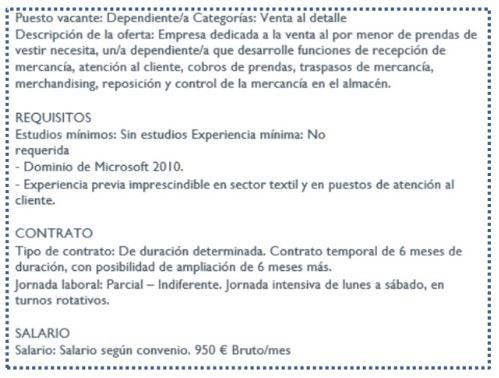 Puesto vacante: Dependiente/a Categorías: Venta al detalle
Descripción de la oferta: Empresa dedicada a la venta al por menor de prendas de
vestir necesita, un/a dependiente/a que desarrolle funciones de recepción de
mercancía, atención al cliente, cobros de prendas, traspasos de mercancía,
merchandising, reposición y control de la mercancía en el almacén.
REQUISITOS
Estudios mínimos: Sin estudios Experiencia mínima: No
requerida
- Dominio de Microsoft 2010.
- Experiencia previa imprescindible en sector textil y en puestos de atención al
cliente.
CONTRATO
Tipo de contrato: De duración determinada. Contrato temporal de 6 meses de
duración, con posibilidad de ampliación de 6 meses más.
Jornada laboral: Parcial – Indiferente. Jornada intensiva de lunes a sábado, en
turnos rotativos.
SALARIO
Salario: Salario según convenio. 950 € Bruto/mes